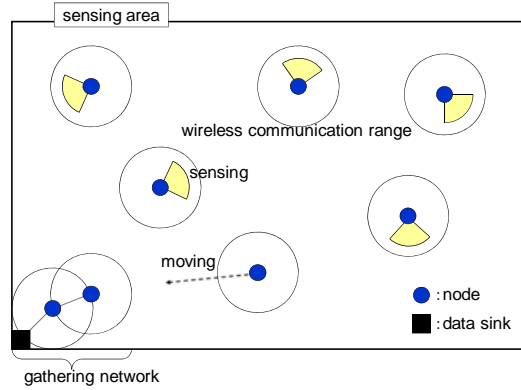 sensing area
wireless communication range
sensing
moving
:node
:data sink
gathering network